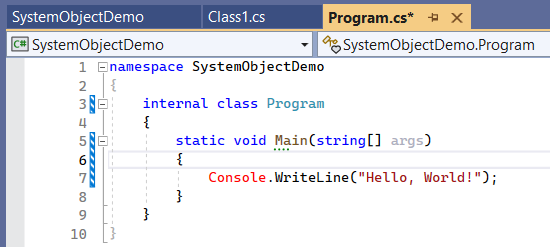 SystemObjectDemo Class1.cs Program.cs*
C# SystemObjectDemo SystemObjectDemo.Program
1 namespace SystemObjectDemo
2 {
3 internal class Program
4 {
5 static void Main(string[] args)
6 {
7 Console.WriteLine("Hello, World!");
8 }
9 }
10 }